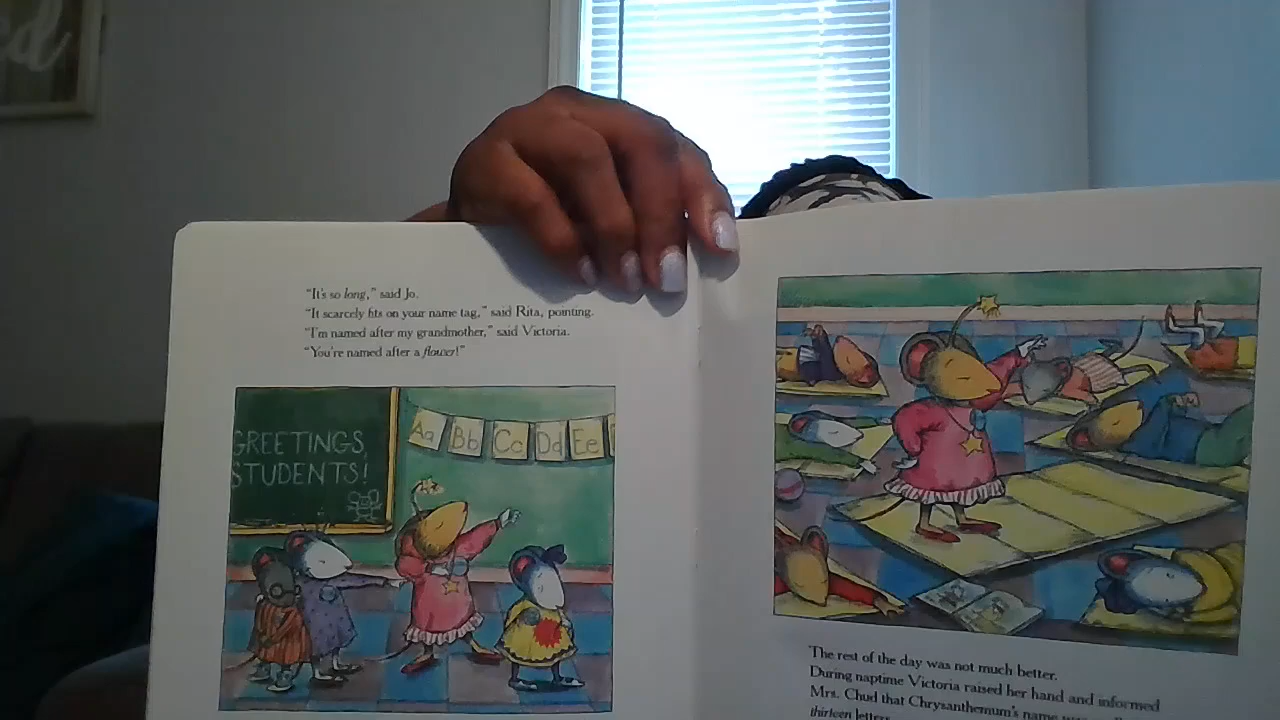 ed
"It's so long," said Jo.
"It scarcely fits on your name tag," said Rita, pointing.
"I'm named after my grandmother," said Victoria.
"You're named after a flower!"
GREETINGS,
STUDENTS!
Aa Bb Cc Dd Ee
The rest of the day was not much better.
During naptime Victoria raised her hand and informed
Mrs. Chud that Chrysanthemum's name
thirteen letters